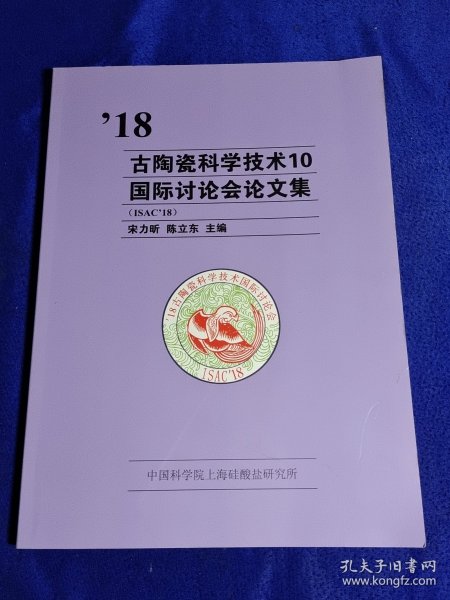 ’18
古陶瓷科学技术10
国际讨论会论文集
(ISAC’18)
宋力昕 陈立东 主编
’18古陶瓷科学技术国际讨论会
ISAC’18
中国科学院上海硅酸盐研究所
孔夫子旧书网
www.kongfz.com